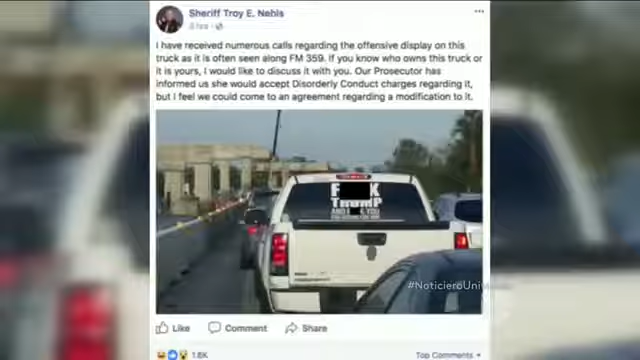 Sheriff Troy E. Nehls
I have received numerous calls regarding the offensive display on this
truck as it is often seen along FM 359. If you know who owns this truck or
it is yours, I would like to discuss it with you. Our Prosecutor has
informed us she would accept Disorderly Conduct charges regarding it,
but I feel we could come to an agreement regarding a modification to it.
F K
TRUMP
AND F K YOU
#NoticieroUni
Like Comment Share
1.6K Top Comments